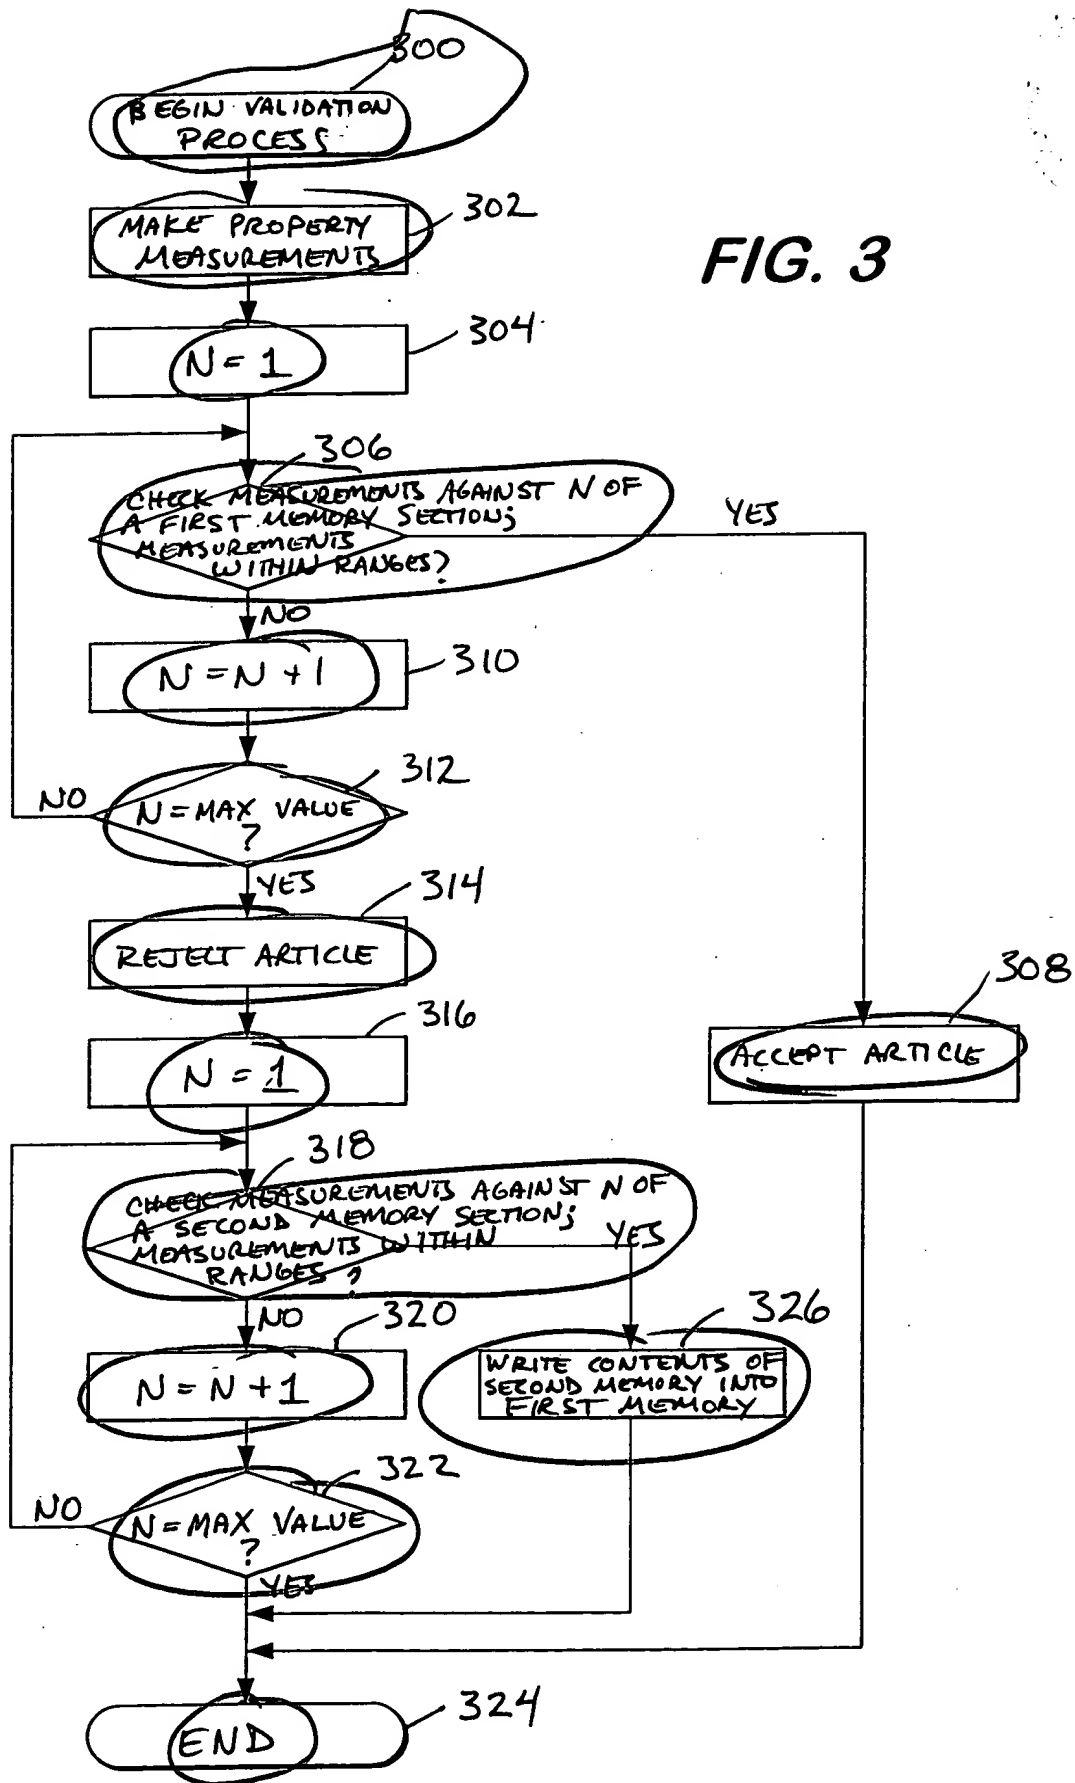 300
BEGIN VALIDATION
PROCESS
MAKE PROPERTY
MEASUREMENTS
302
FIG. 3
N = 1
304
306
CHECK MEASUREMENTS AGAINST N OF
A FIRST MEMORY SECTION;
MEASUREMENTS
WITHIN RANGES?
YES
NO
N = N + 1
310
312
NO
N = MAX VALUE
?
YES
314
REJECT ARTICLE
308
316
N = 1
ACCEPT ARTICLE
318
CHECK MEASUREMENTS AGAINST N OF
A SECOND MEMORY SECTION;
MEASUREMENTS WITHIN
RANGES?
YES
NO
320
N = N + 1
326
WRITE CONTENTS OF
SECOND MEMORY INTO
FIRST MEMORY
322
NO
N = MAX VALUE
?
YES
324
END